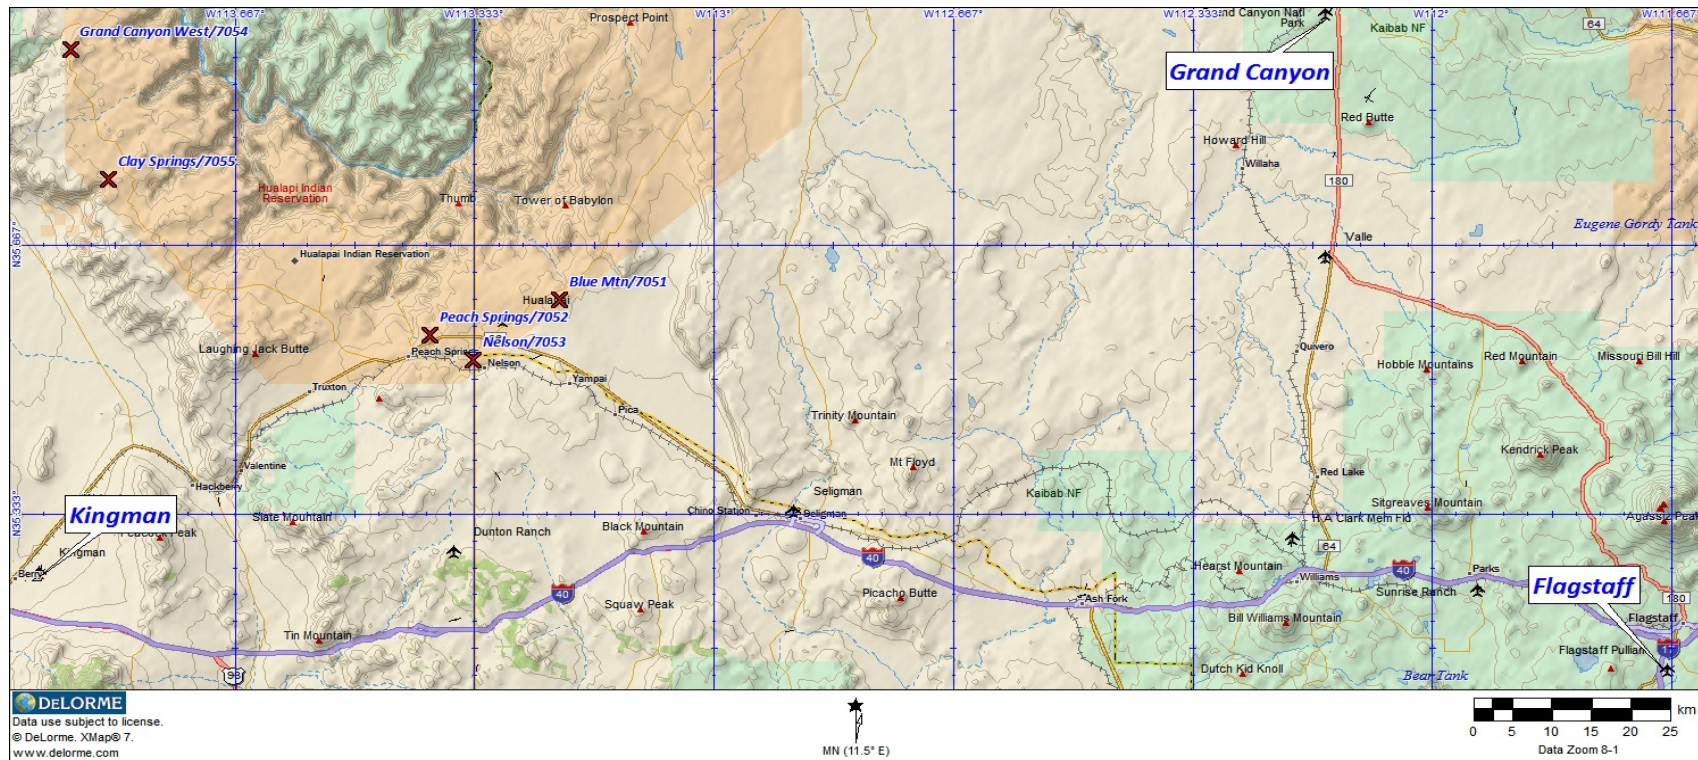 W113.667°
W113.333°
W113°
W112.667°
W112.333°
W112°
W111.667°
Prospect Point
nd Canyon Natl
Park
Kaibab NF
64
Grand Canyon West/7054
Grand Canyon
Red Butte
Howard Hill
Willaha
Clay Springs/7055
180
Hualapi Indian
Reservation
Thumb
Tower of Babylon
Eugene Gordy Tank
Valle
N35.667°
Hualapai Indian Reservation
Blue Mtn/7051
Peach Springs/7052
Nelson/7053
Laughing Jack Butte
Nelson
Quivero
Hobble Mountains
Red Mountain
Missouri Bill Hill
Truxton
Yampai
Pica
Trinity Mountain
Valentine
Mt Floyd
Red Lake
Kendrick Peak
Hackberry
Seligman
Kaibab NF
Sitgreaves Mountain
N35.333°
Kingman
Slate Mountain
Chino Station
Seligman
H A Clark Mem Fld
Black Mountain
Dunton Ranch
Kingman
Berry
40
64
40
Parks
Hearst Mountain
Williams
Sunrise Ranch
Flagstaff
40
Squaw Peak
Picacho Butte
Ash Fork
180
Bill Williams Mountain
Flagstaff
Tin Mountain
Flagstaff Pulliam
Dutch Kid Knoll
Bear Tank
93
DELORME
Data use subject to license.
© DeLorme. XMap® 7.
www.delorme.com
MN (11.5° E)
km
0 5 10 15 20 25
Data Zoom 8-1